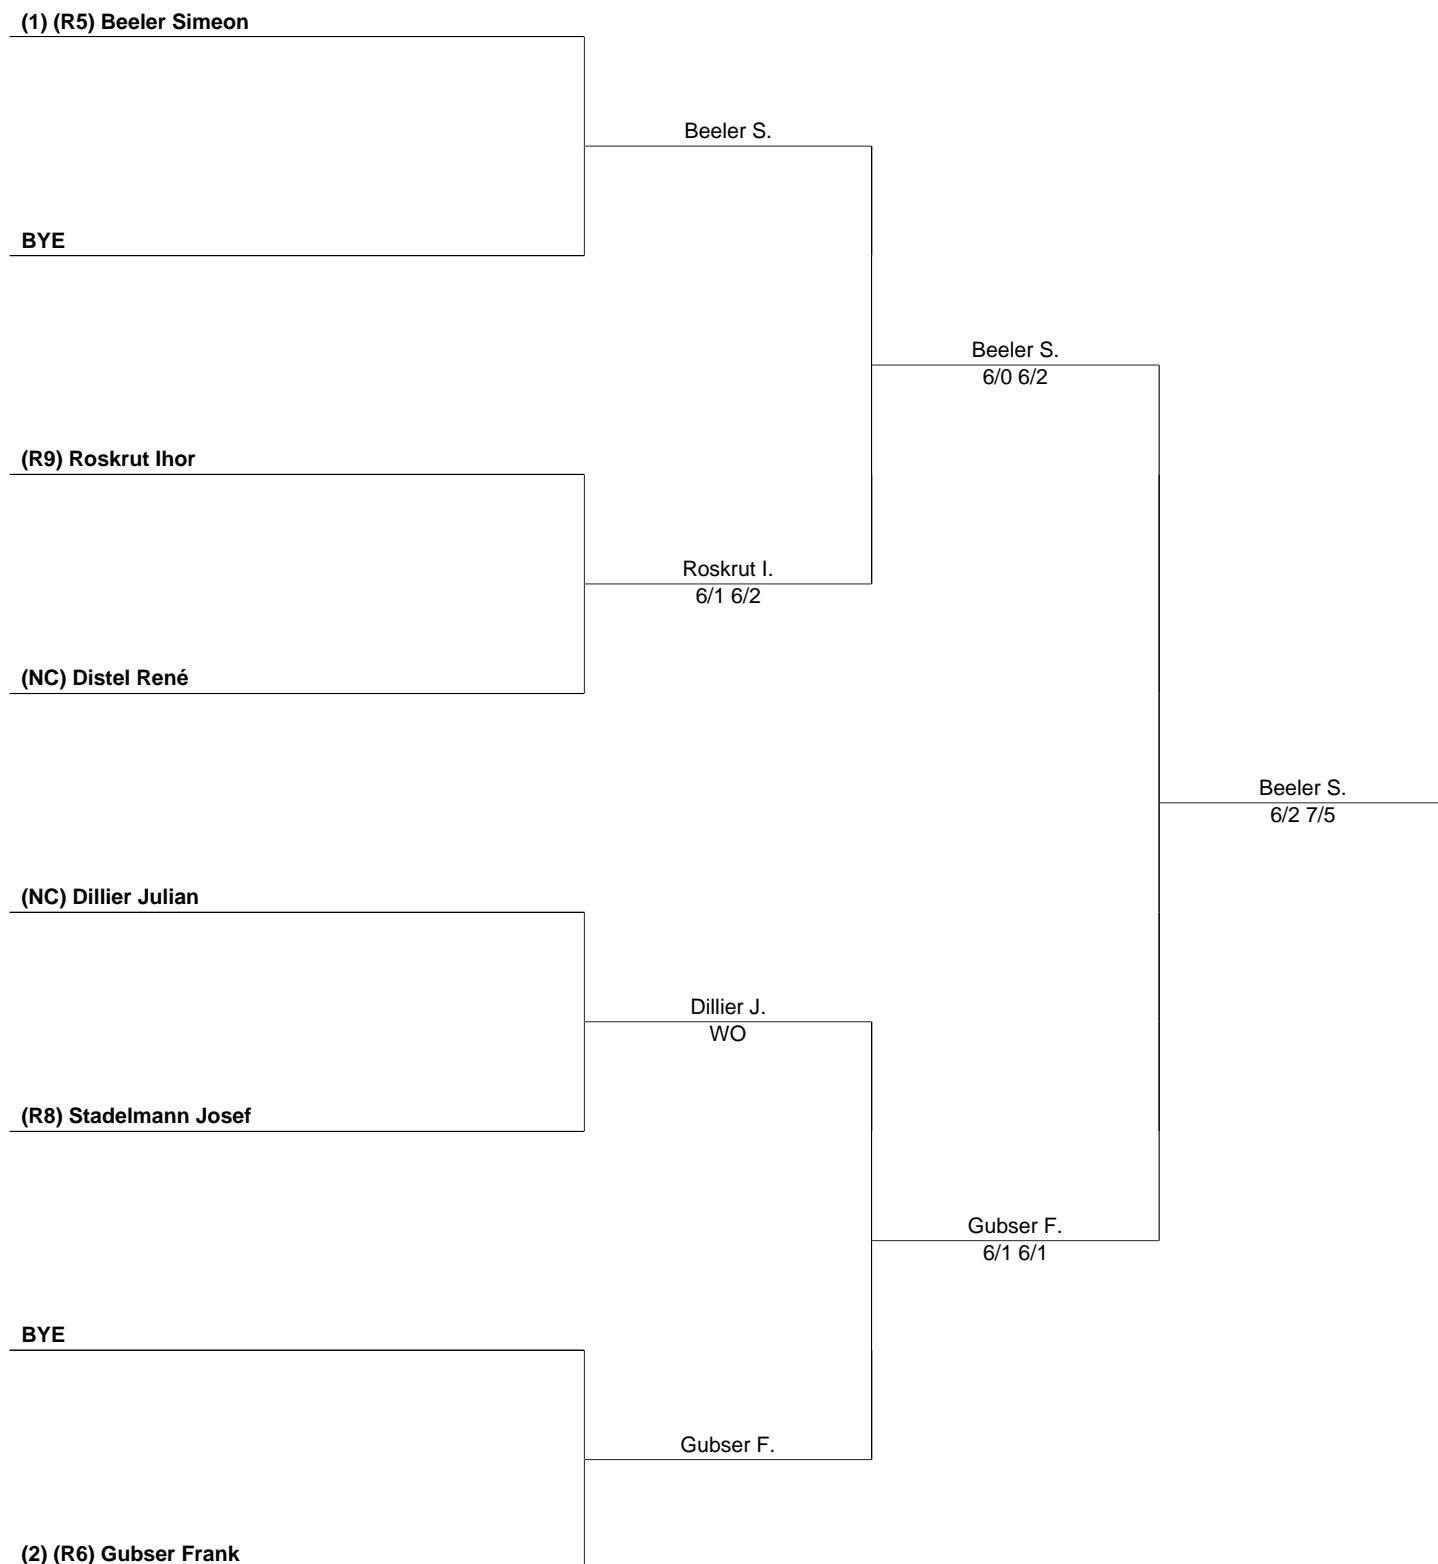 (1) (R5) Beeler Simeon
Beeler S.
BYE
Beeler S.
6/0 6/2
(R9) Roskrut Ihor
Roskrut I.
6/1 6/2
(NC) Distel René
Beeler S.
6/2 7/5
(NC) Dillier Julian
Dillier J.
WO
(R8) Stadelmann Josef
Gubser F.
6/1 6/1
BYE
Gubser F.
(2) (R6) Gubser Frank